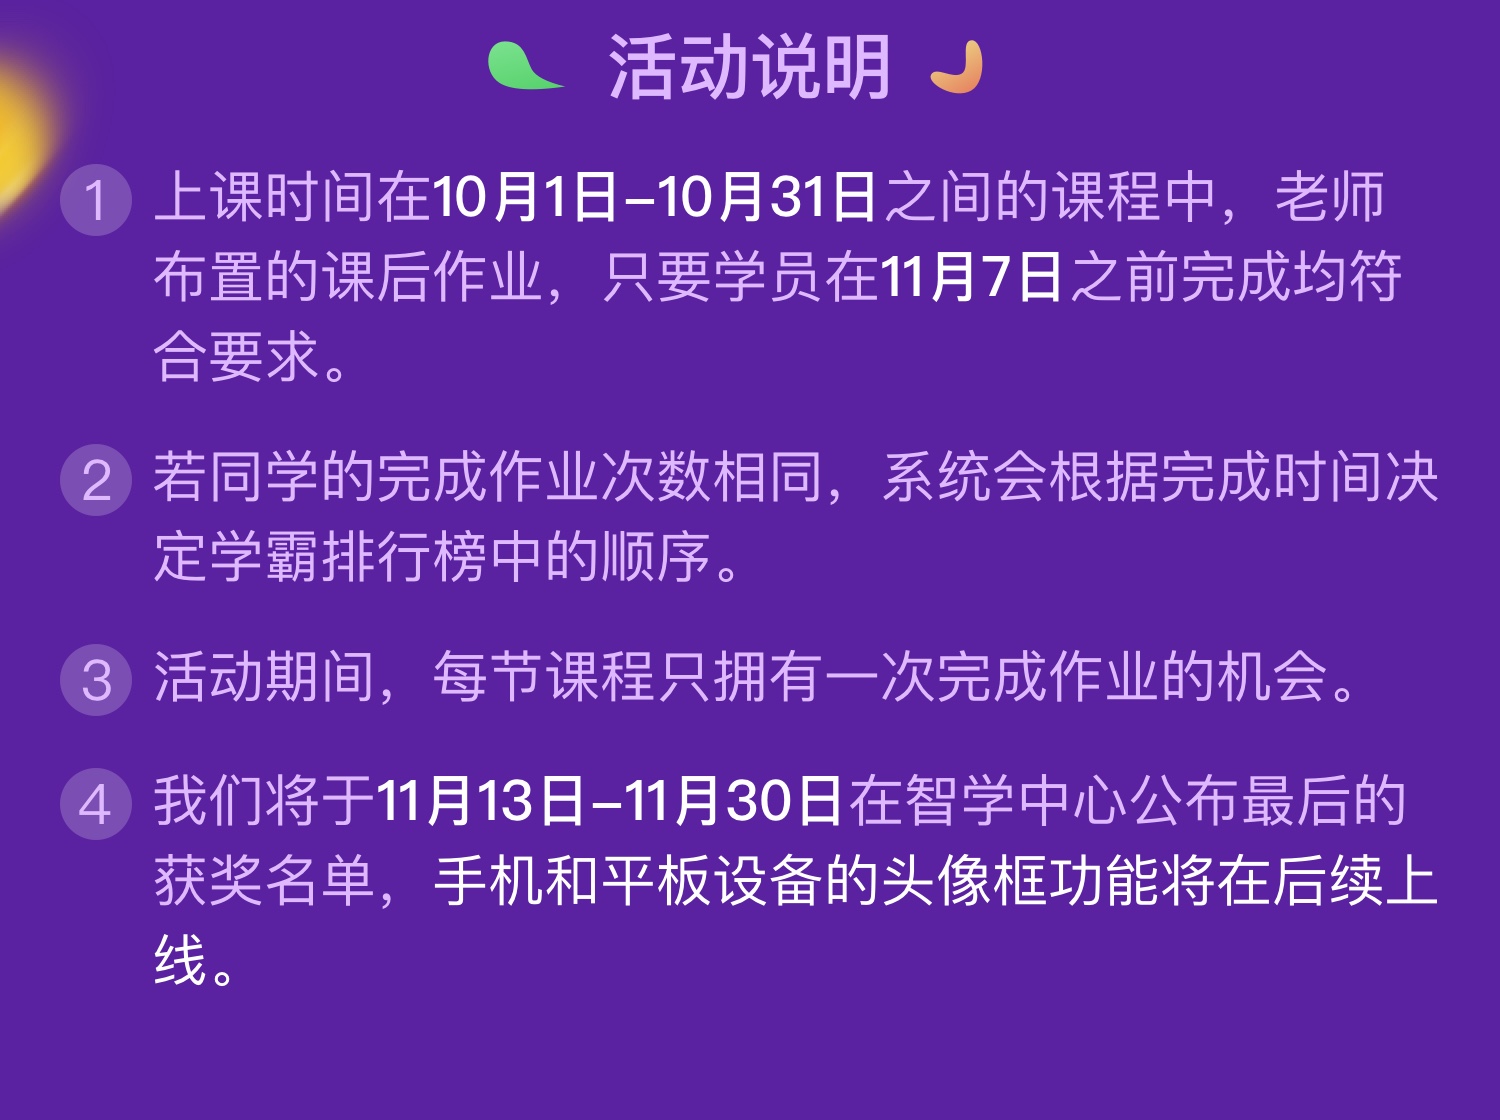 活动说明
1 上课时间在10月1日–10月31日之间的课程中，老师
布置的课后作业，只要学员在11月7日之前完成均符
合要求。
2 若同学的完成作业次数相同，系统会根据完成时间决
定学霸排行榜中的顺序。
3 活动期间，每节课程只拥有一次完成作业的机会。
4 我们将于11月13日–11月30日在智学中心公布最后的
获奖名单，手机和平板设备的头像框功能将在后续上
线。